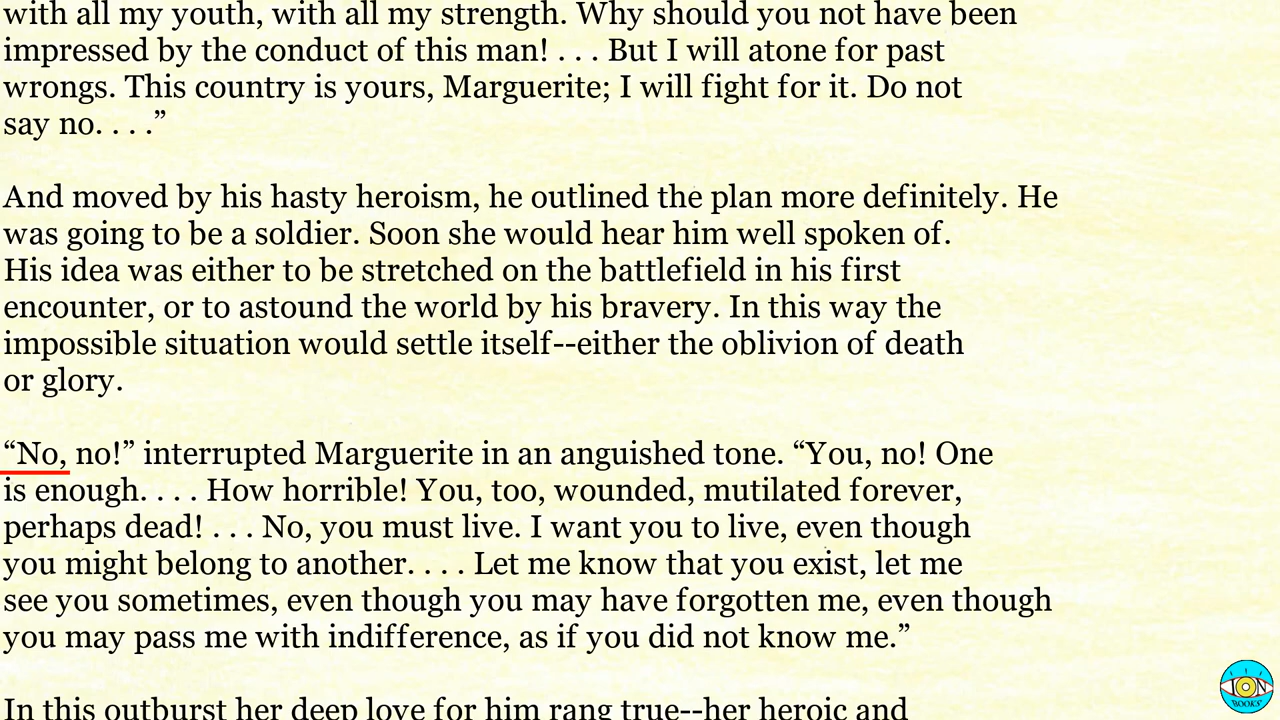 with all my youth, with all my strength. Why should you not have been
impressed by the conduct of this man! . . . But I will atone for past
wrongs. This country is yours, Marguerite; I will fight for it. Do not
say no. . . .”
And moved by his hasty heroism, he outlined the plan more definitely. He
was going to be a soldier. Soon she would hear him well spoken of.
His idea was either to be stretched on the battlefield in his first
encounter, or to astound the world by his bravery. In this way the
impossible situation would settle itself--either the oblivion of death
or glory.
“No, no!” interrupted Marguerite in an anguished tone. “You, no! One
is enough. . . . How horrible! You, too, wounded, mutilated forever,
perhaps dead! . . . No, you must live. I want you to live, even though
you might belong to another. . . . Let me know that you exist, let me
see you sometimes, even though you may have forgotten me, even though
you may pass me with indifference, as if you did not know me.”
In this outburst her deep love for him rang true--her heroic and
ION
BOOKS